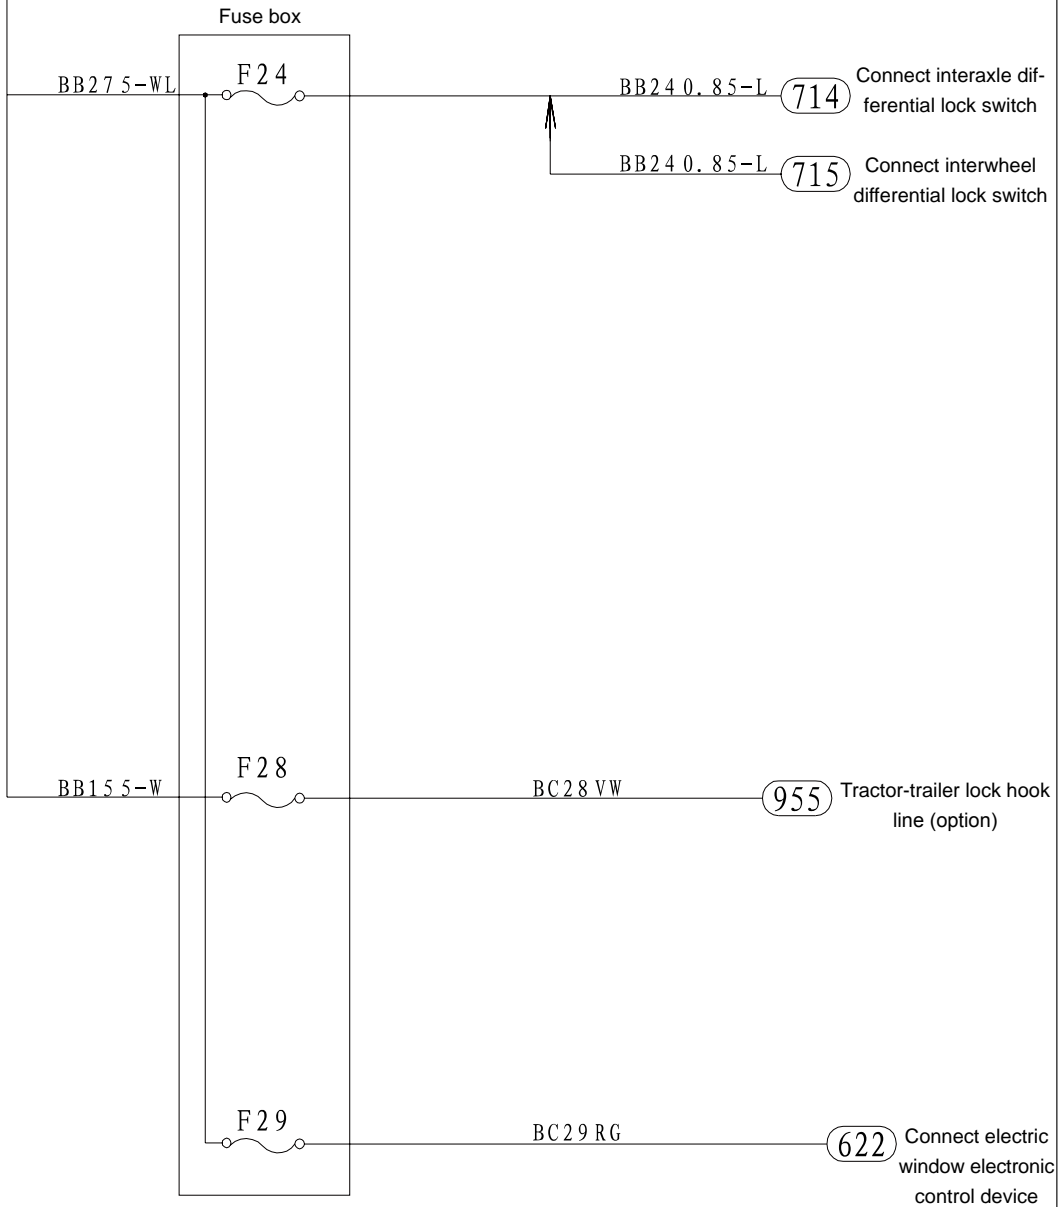 Fuse box
BB275-WL
F24
BB240.85-L
714
Connect interaxle dif-
ferential lock switch
BB240.85-L
715
Connect interwheel
differential lock switch
BB155-W
F28
BC28VW
955
Tractor-trailer lock hook
line (option)
F29
BC29RG
622
Connect electric
window electronic
control device